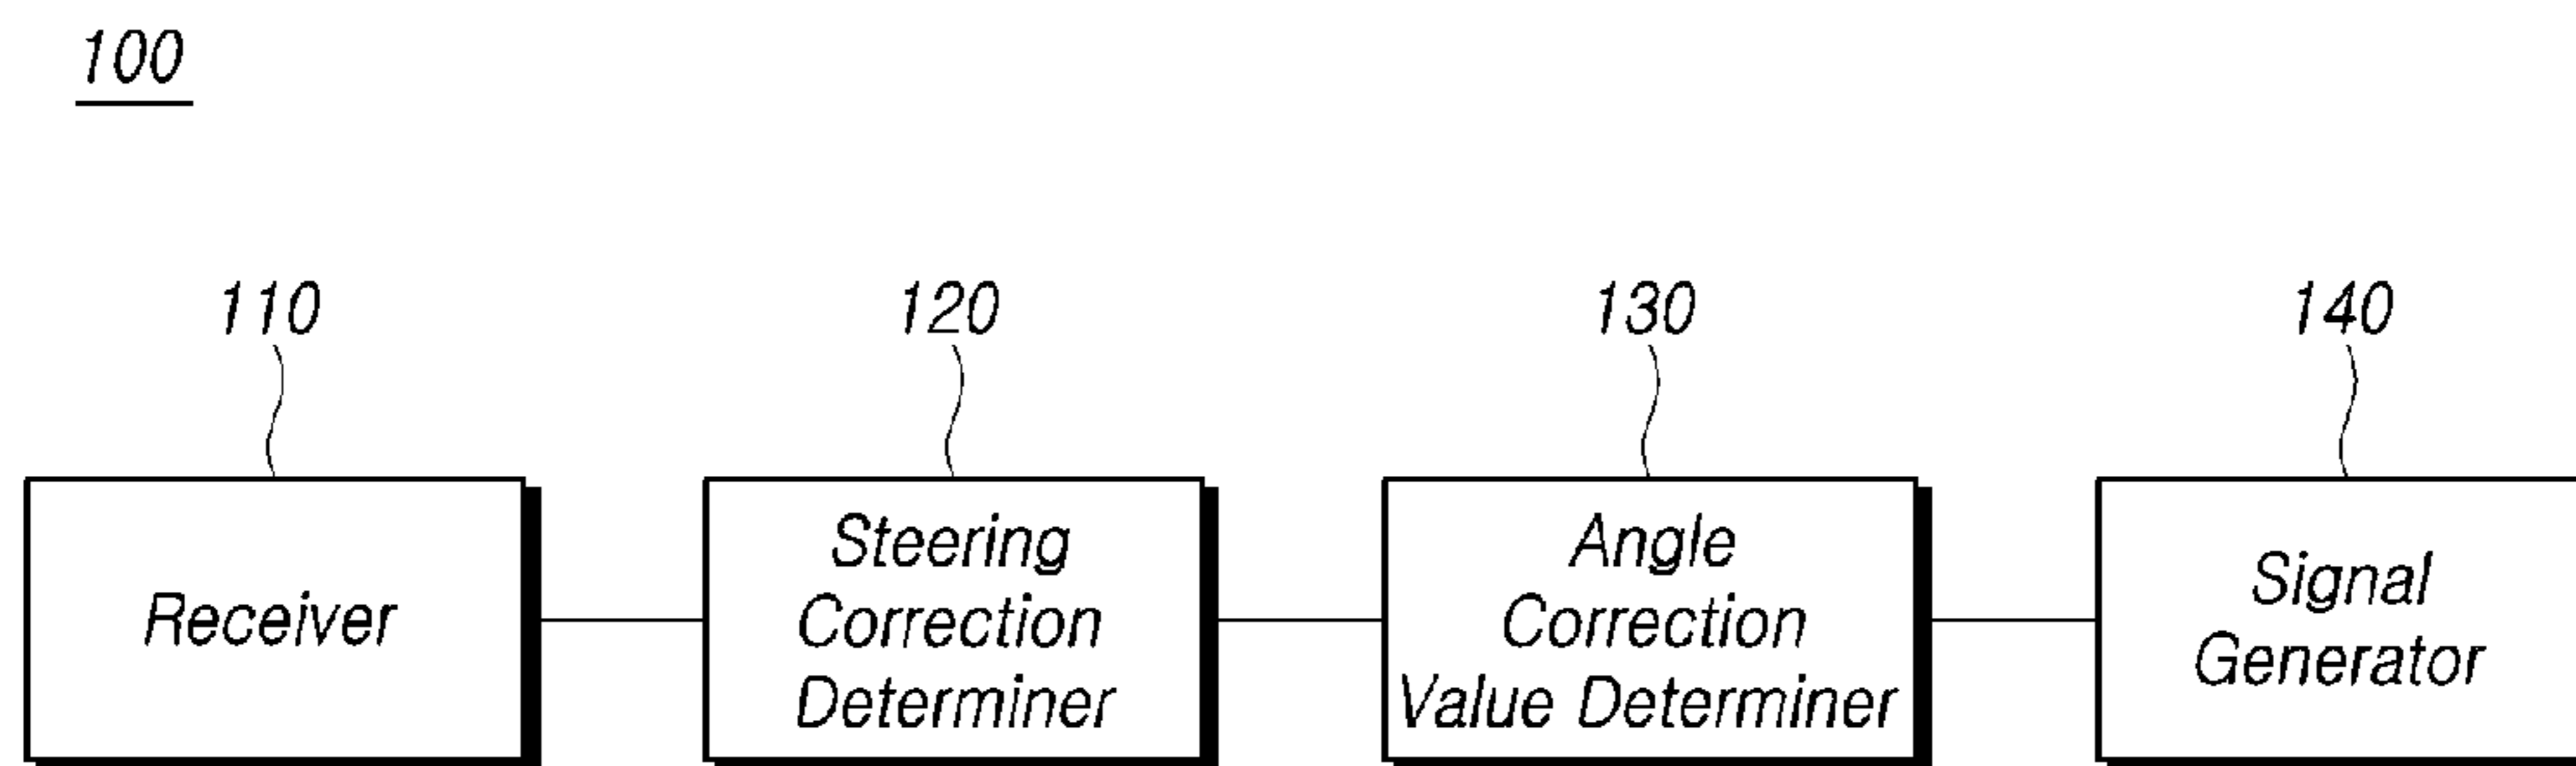 100
110
120
130
140
Receiver
Steering
Correction
Determiner
Angle
Correction
Value Determiner
Signal
Generator